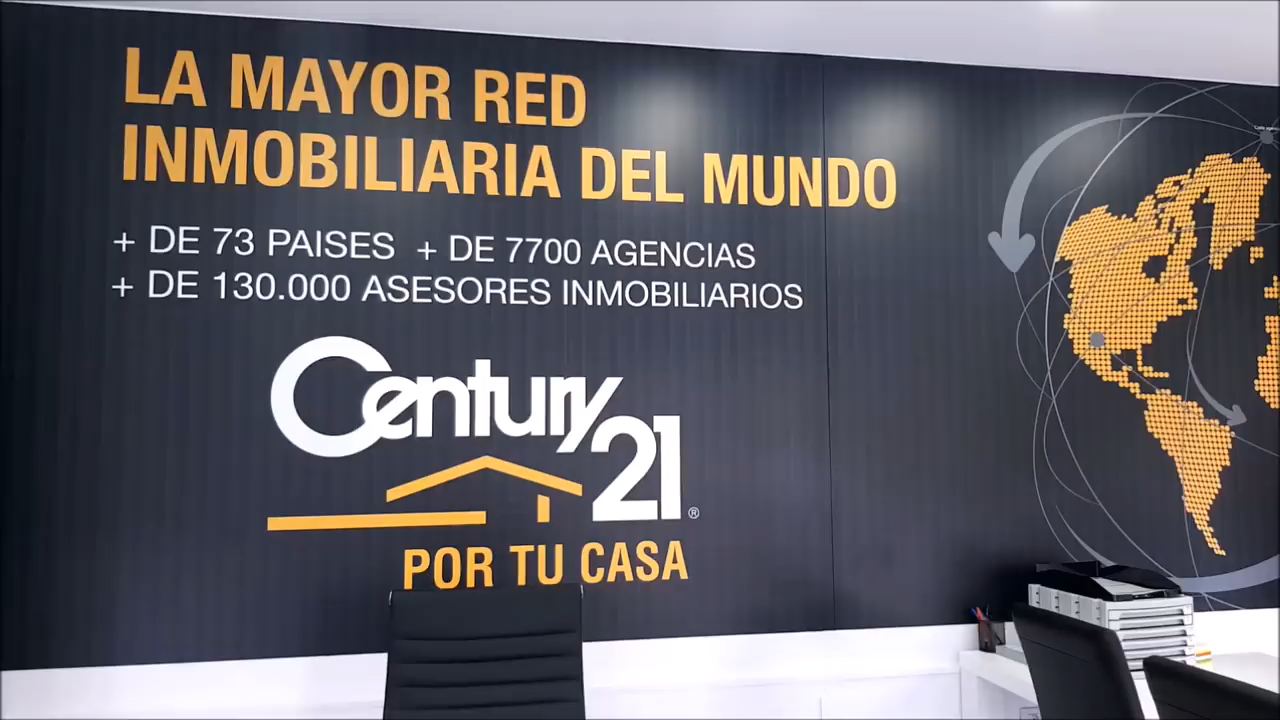 LA MAYOR RED
INMOBILIARIA DEL MUNDO
+ DE 73 PAISES + DE 7700 AGENCIAS
+ DE 130.000 ASESORES INMOBILIARIOS
Century
21®
POR TU CASA